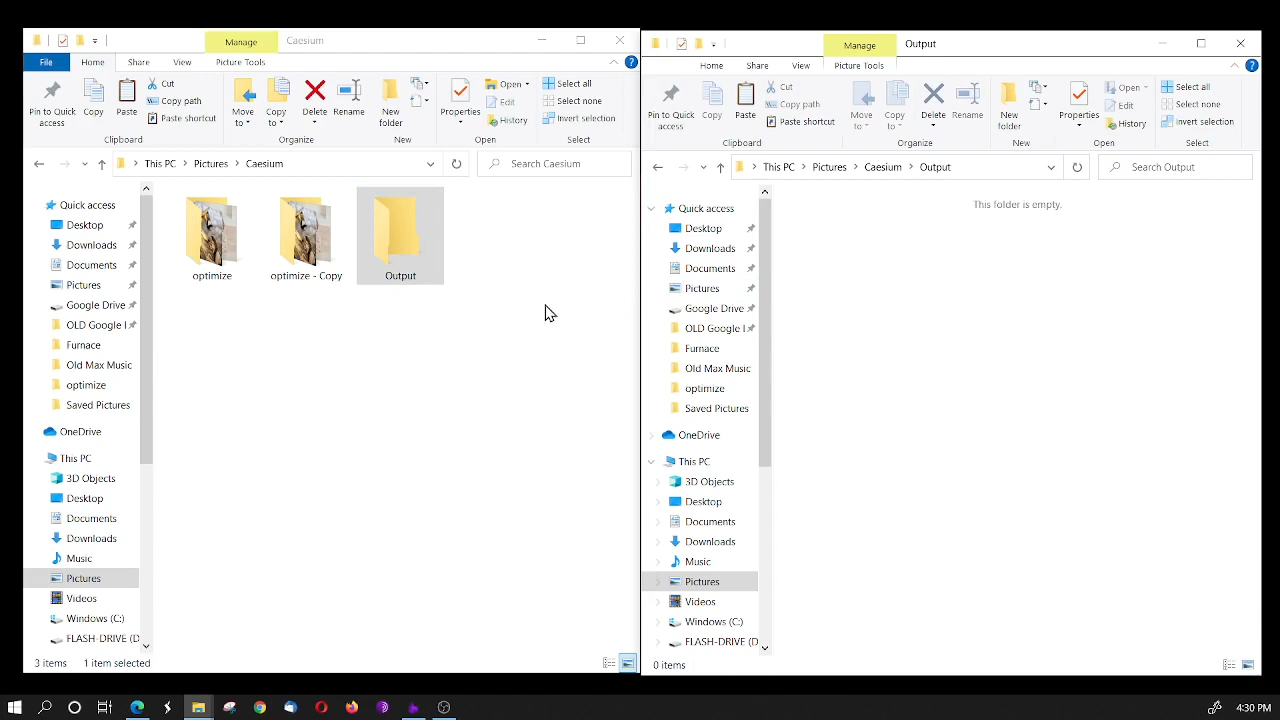 Manage
Caesium
File
Home
Share
View
Picture Tools
Pin to Quick access
Copy
Paste
Cut
Copy path
Paste shortcut
Clipboard
Move to
Copy to
Delete
Rename
Organize
New folder
New
Properties
Open
Edit
History
Open
Select all
Select none
Invert selection
Select
This PC
Pictures
Caesium
Search Caesium
Quick access
Desktop
Downloads
Documents
Pictures
Google Drive
OLD Google I
Furnace
Old Max Music
optimize
Saved Pictures
OneDrive
This PC
3D Objects
Desktop
Documents
Downloads
Music
Pictures
Videos
Windows (C:)
FLASH-DRIVE (D
optimize
optimize - Copy
Output
3 items
1 item selected
Manage
Output
Home
Share
View
Picture Tools
Pin to Quick access
Copy
Paste
Cut
Copy path
Paste shortcut
Clipboard
Move to
Copy to
Delete
Rename
Organize
New folder
New
Properties
Open
Edit
History
Open
Select all
Select none
Invert selection
Select
This PC
Pictures
Caesium
Output
Search Output
Quick access
Desktop
Downloads
Documents
Pictures
Google Drive
OLD Google I
Furnace
Old Max Music
optimize
Saved Pictures
OneDrive
This PC
3D Objects
Desktop
Documents
Downloads
Music
Pictures
Videos
Windows (C:)
FLASH-DRIVE (D
This folder is empty.
0 items
4:30 PM